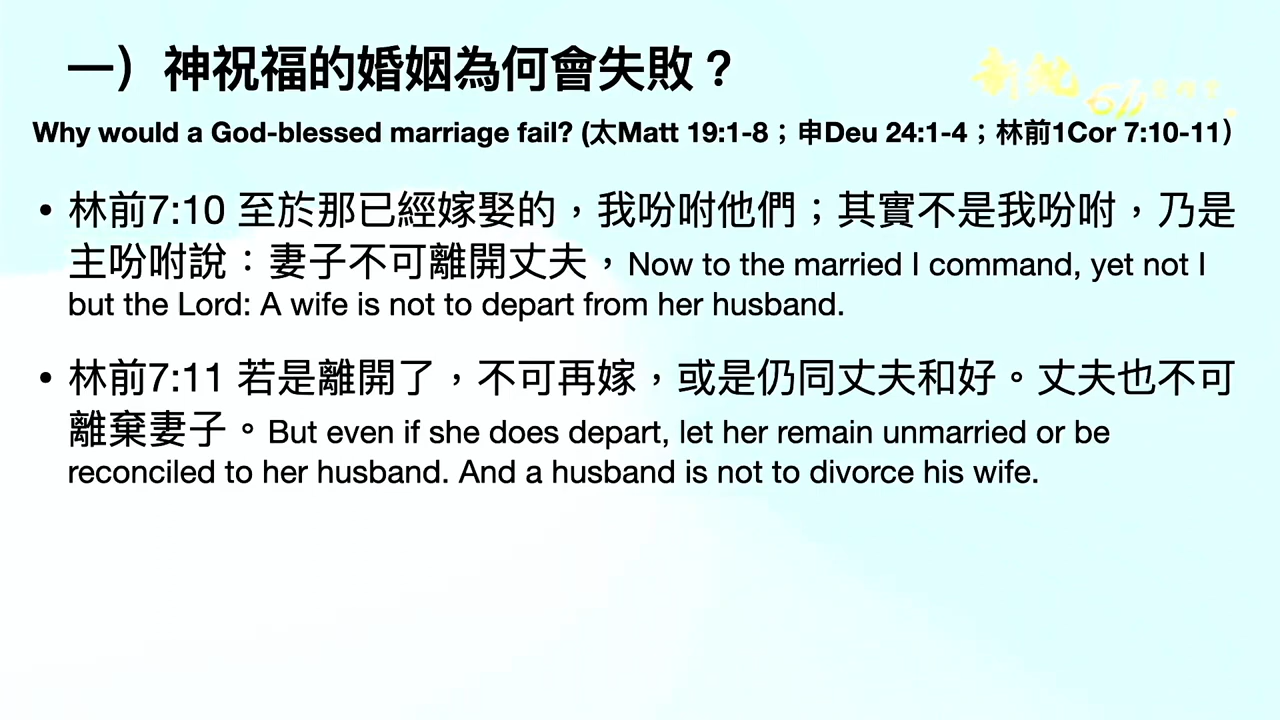 一）神祝福的婚姻為何會失敗？
Why would a God-blessed marriage fail? (太Matt 19:1-8；申Deu 24:1-4；林前1Cor 7:10-11）
• 林前7:10 至於那已經嫁娶的，我吩咐他們；其實不是我吩咐，乃是
主吩咐說：妻子不可離開丈夫，Now to the married I command, yet not I
but the Lord: A wife is not to depart from her husband.
• 林前7:11 若是離開了，不可再嫁，或是仍同丈夫和好。丈夫也不可
離棄妻子。But even if she does depart, let her remain unmarried or be
reconciled to her husband. And a husband is not to divorce his wife.